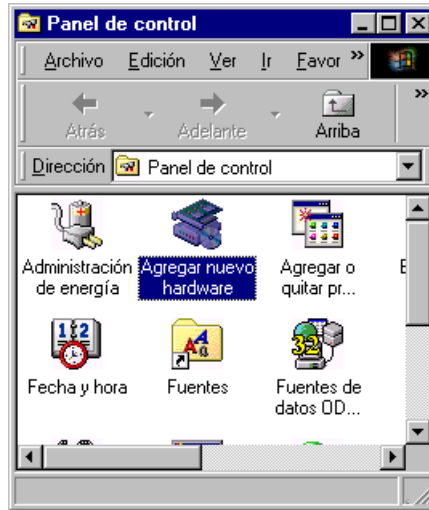 Panel de control
Archivo Edición Ver Ir Favor »
Atrás Adelante Arriba »
Dirección Panel de control
Administración de energía
Agregar nuevo hardware
Agregar o quitar pr...
Fecha y hora
Fuentes
Fuentes de datos OD...